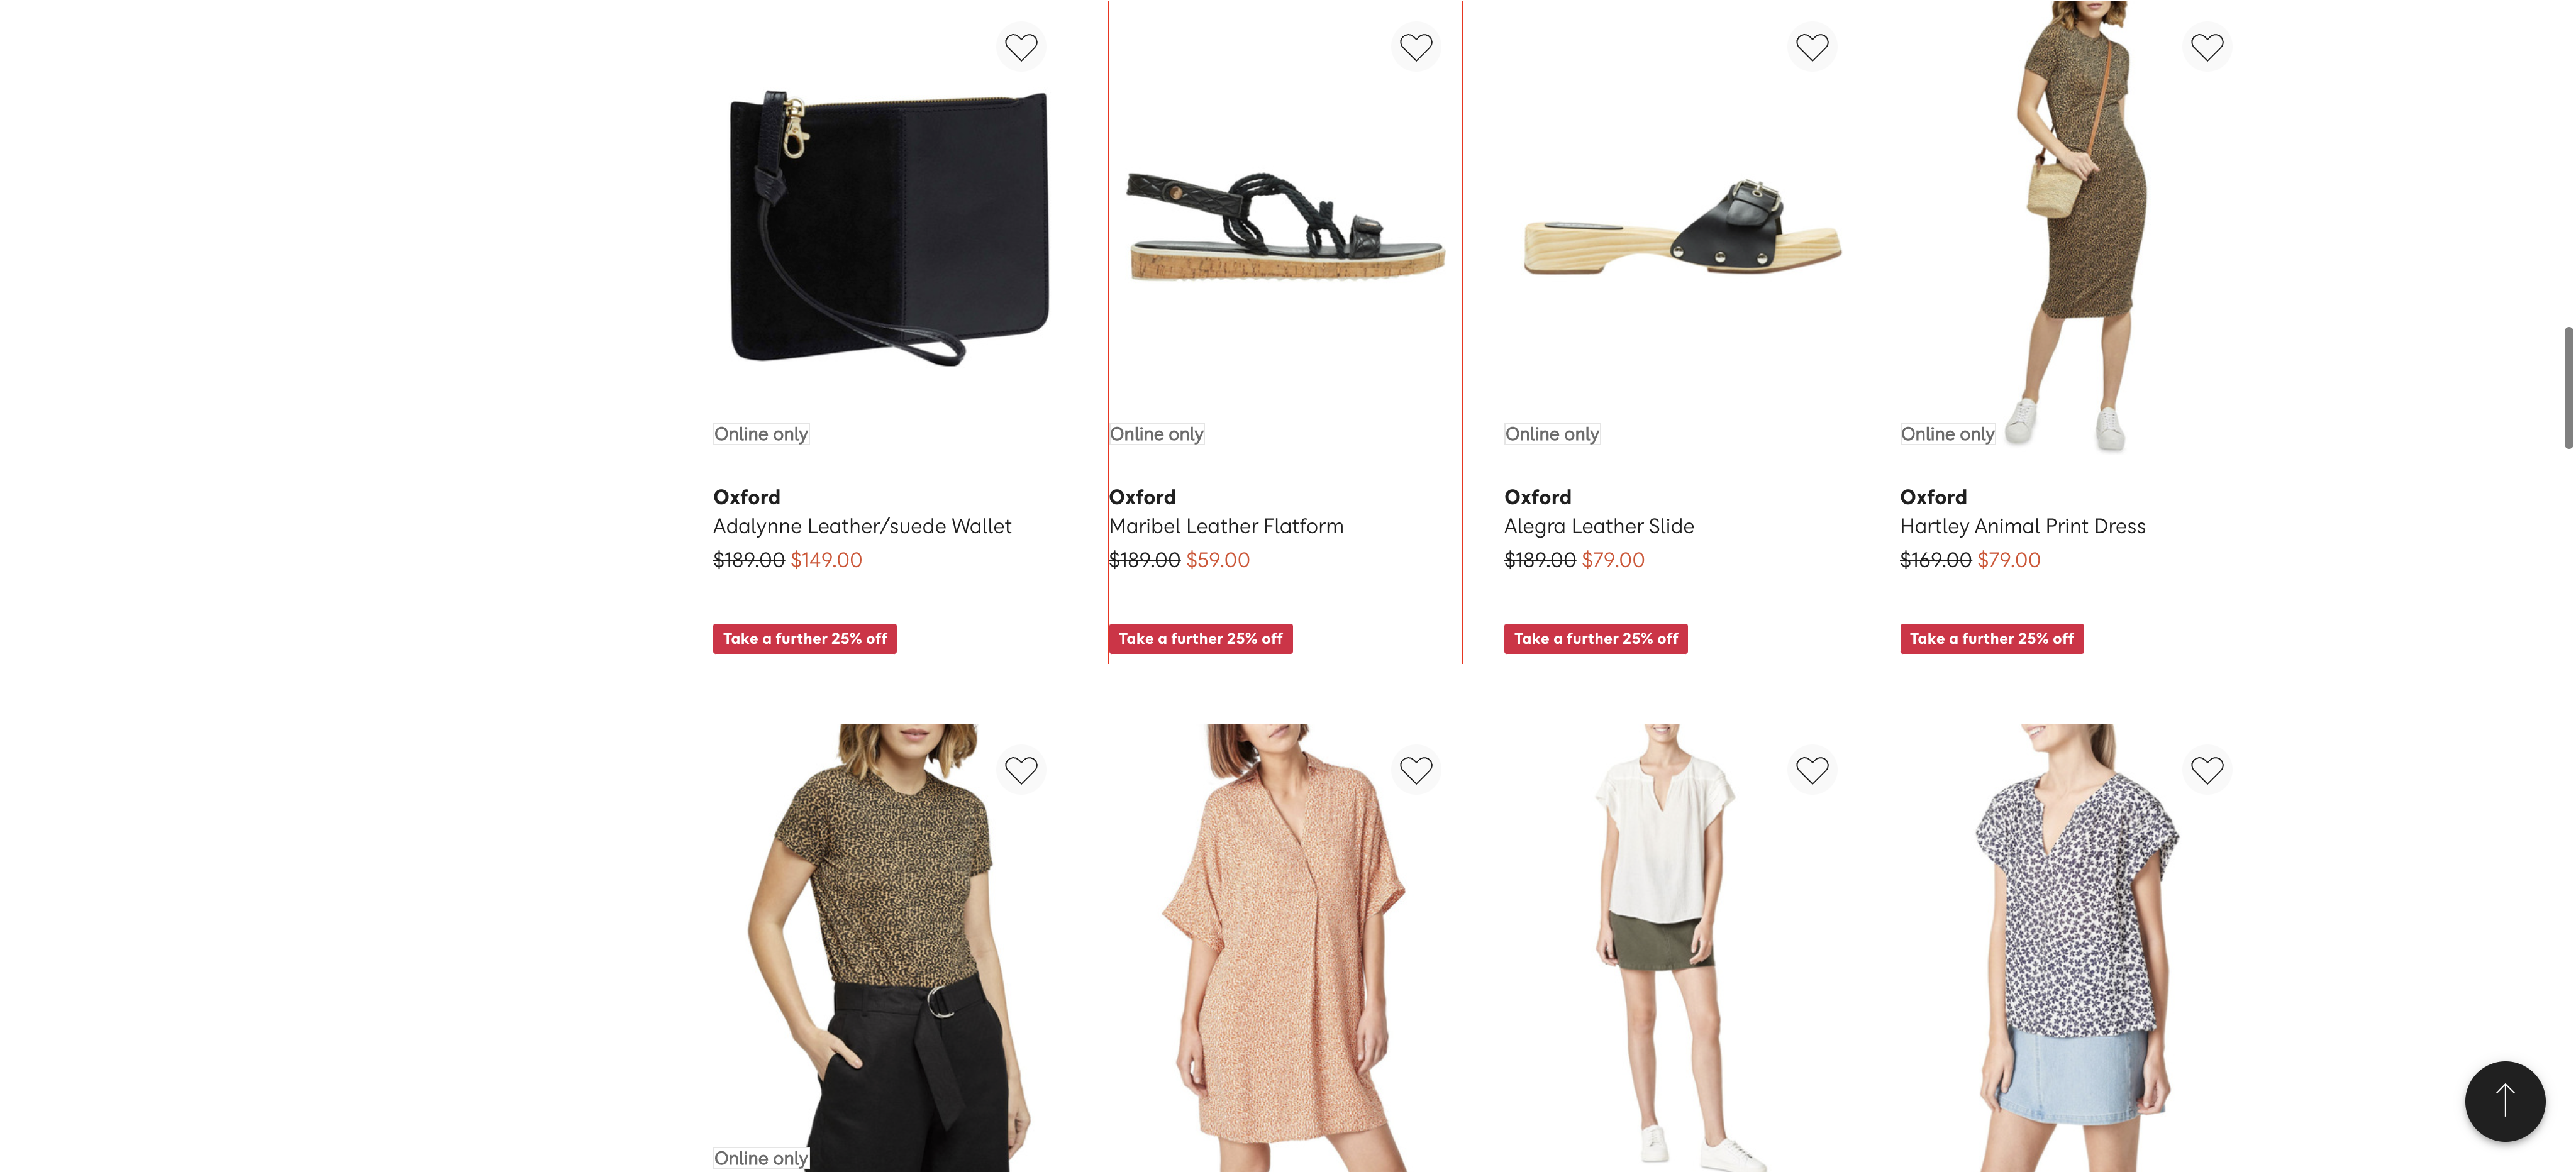 Online only
Oxford
Adalynne Leather/suede Wallet
$189.00 $149.00
Take a further 25% off
Online only
Oxford
Maribel Leather Flatform
$189.00 $59.00
Take a further 25% off
Online only
Oxford
Alegra Leather Slide
$189.00 $79.00
Take a further 25% off
Online only
Oxford
Hartley Animal Print Dress
$169.00 $79.00
Take a further 25% off
Online only